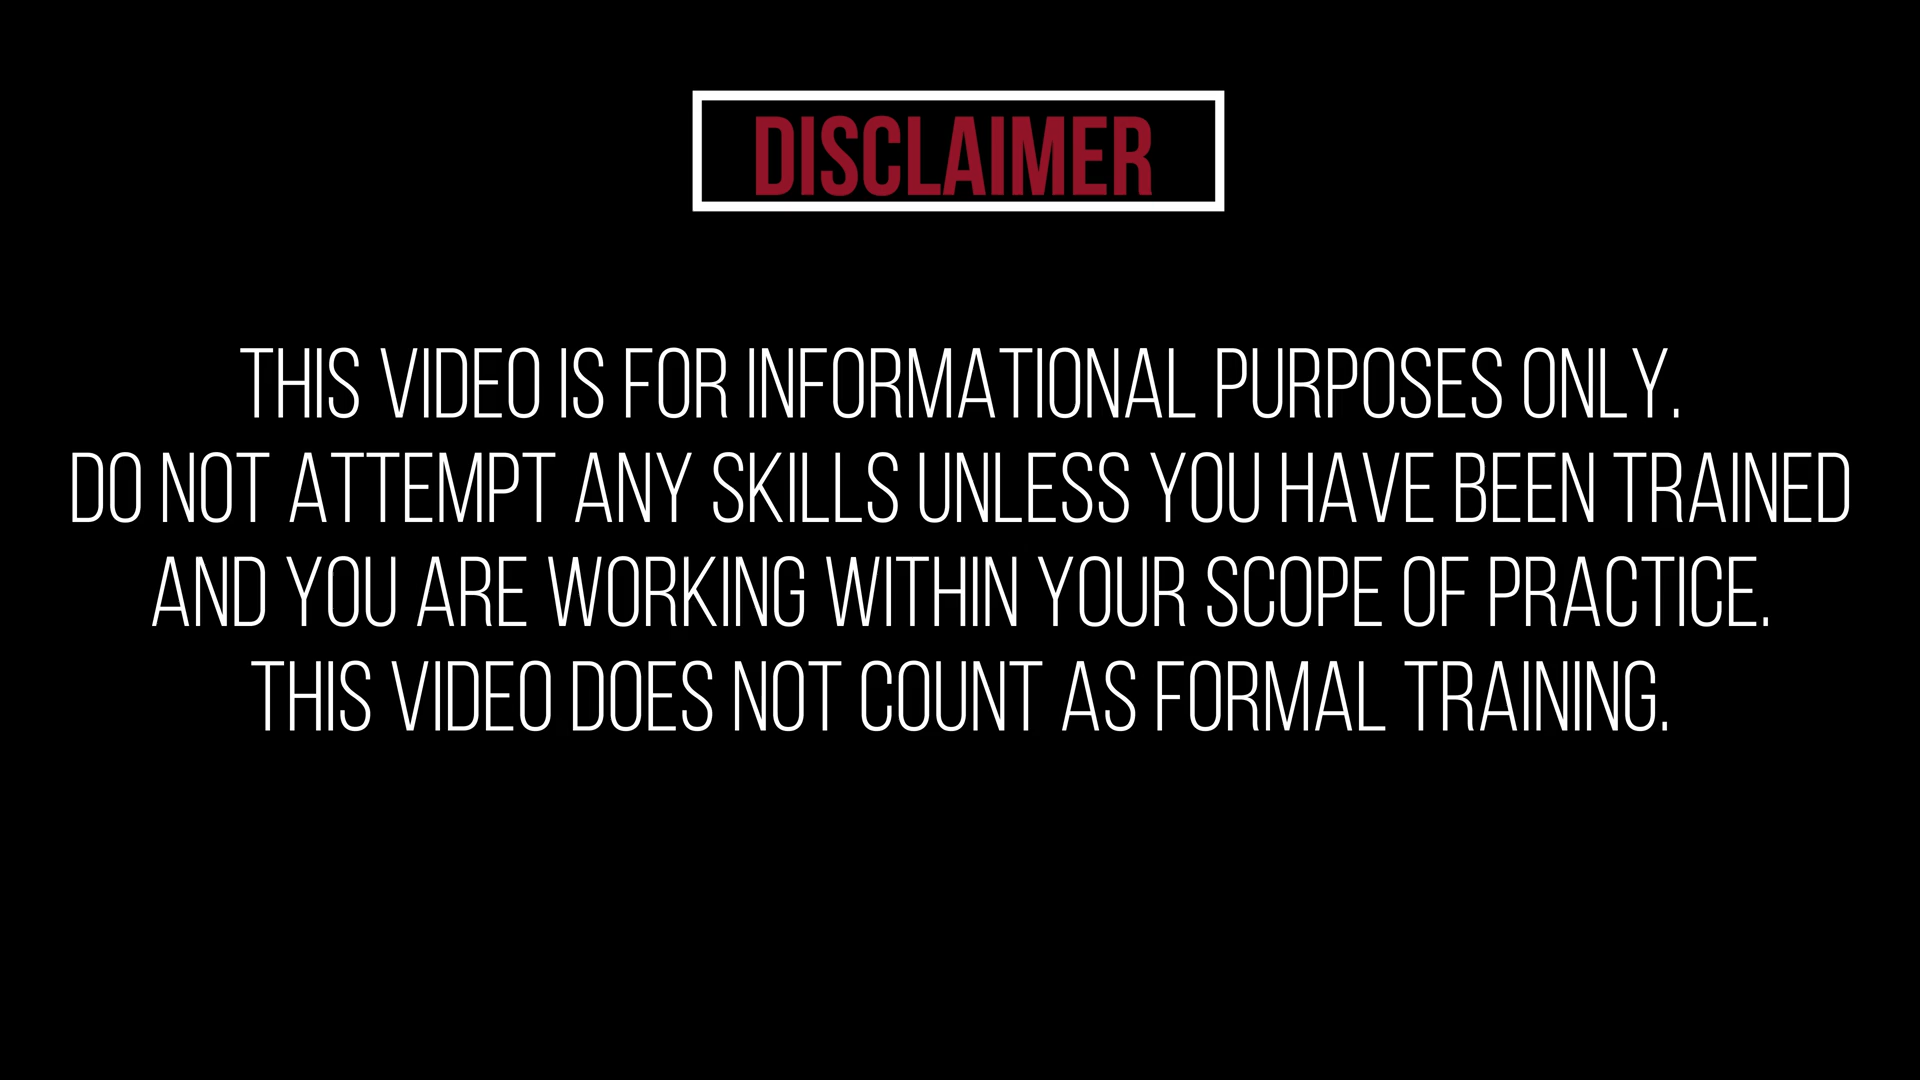 DISCLAIMER
THIS VIDEO IS FOR INFORMATIONAL PURPOSES ONLY.
DO NOT ATTEMPT ANY SKILLS UNLESS YOU HAVE BEEN TRAINED
AND YOU ARE WORKING WITHIN YOUR SCOPE OF PRACTICE.
THIS VIDEO DOES NOT COUNT AS FORMAL TRAINING.